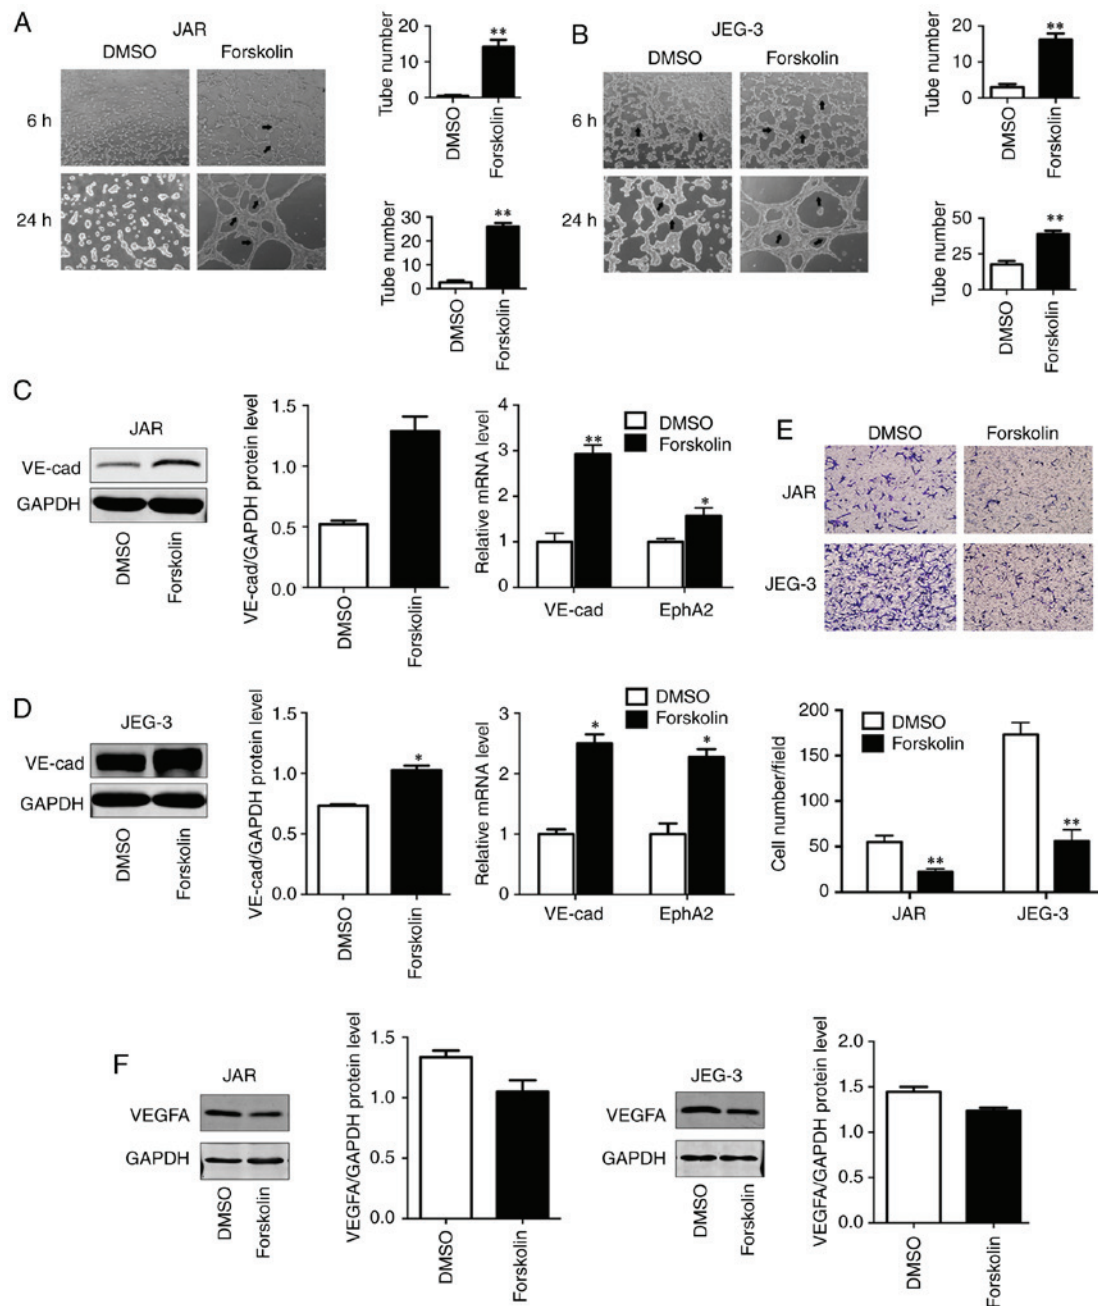 A
JAR
DMSO
Forskolin
6 h
24 h
Tube number
20
10
0
**
DMSO
Forskolin
Tube number
30
20
10
0
**
DMSO
Forskolin
B
JEG-3
DMSO
Forskolin
6 h
24 h
Tube number
20
10
0
**
DMSO
Forskolin
Tube number
50
25
0
**
DMSO
Forskolin
C
JAR
VE-cad
GAPDH
DMSO
Forskolin
VE-cad/GAPDH protein level
1.5
1.0
0.5
0.0
DMSO
Forskolin
Relative mRNA level
4
3
2
1
0
DMSO
Forskolin
**
*
VE-cad
EphA2
E
DMSO
Forskolin
JAR
JEG-3
D
JEG-3
VE-cad
GAPDH
DMSO
Forskolin
VE-cad/GAPDH protein level
1.5
1.0
0.5
0.0
*
DMSO
Forskolin
Relative mRNA level
3
2
1
0
DMSO
Forskolin
*
*
VE-cad
EphA2
Cell number/field
200
150
100
50
0
DMSO
Forskolin
**
**
JAR
JEG-3
F
JAR
VEGFA
GAPDH
DMSO
Forskolin
VEGFA/GAPDH protein level
1.5
1.0
0.5
0.0
DMSO
Forskolin
JEG-3
VEGFA
GAPDH
DMSO
Forskolin
VEGFA/GAPDH protein level
2.0
1.5
1.0
0.5
0.0
DMSO
Forskolin